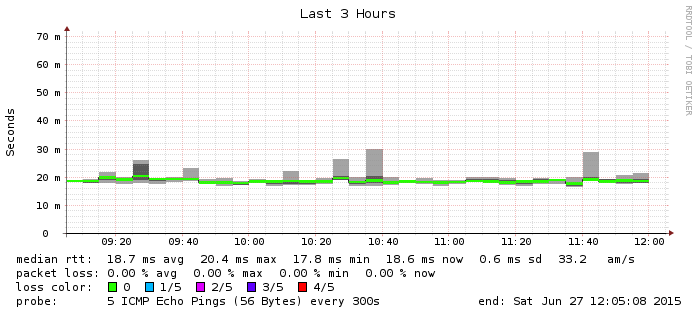 Last 3 Hours
RRDTOOL / TOBI OETIKER
Seconds
70 m
60 m
50 m
40 m
30 m
20 m
10 m
0
09:20 09:40 10:00 10:20 10:40 11:00 11:20 11:40 12:00
median rtt: 18.7 ms avg 20.4 ms max 17.8 ms min 18.6 ms now 0.6 ms sd 33.2 am/s
packet loss: 0.00 % avg 0.00 % max 0.00 % min 0.00 % now
loss color: 0 1/5 2/5 3/5 4/5
probe: 5 ICMP Echo Pings (56 Bytes) every 300s end: Sat Jun 27 12:05:08 2015